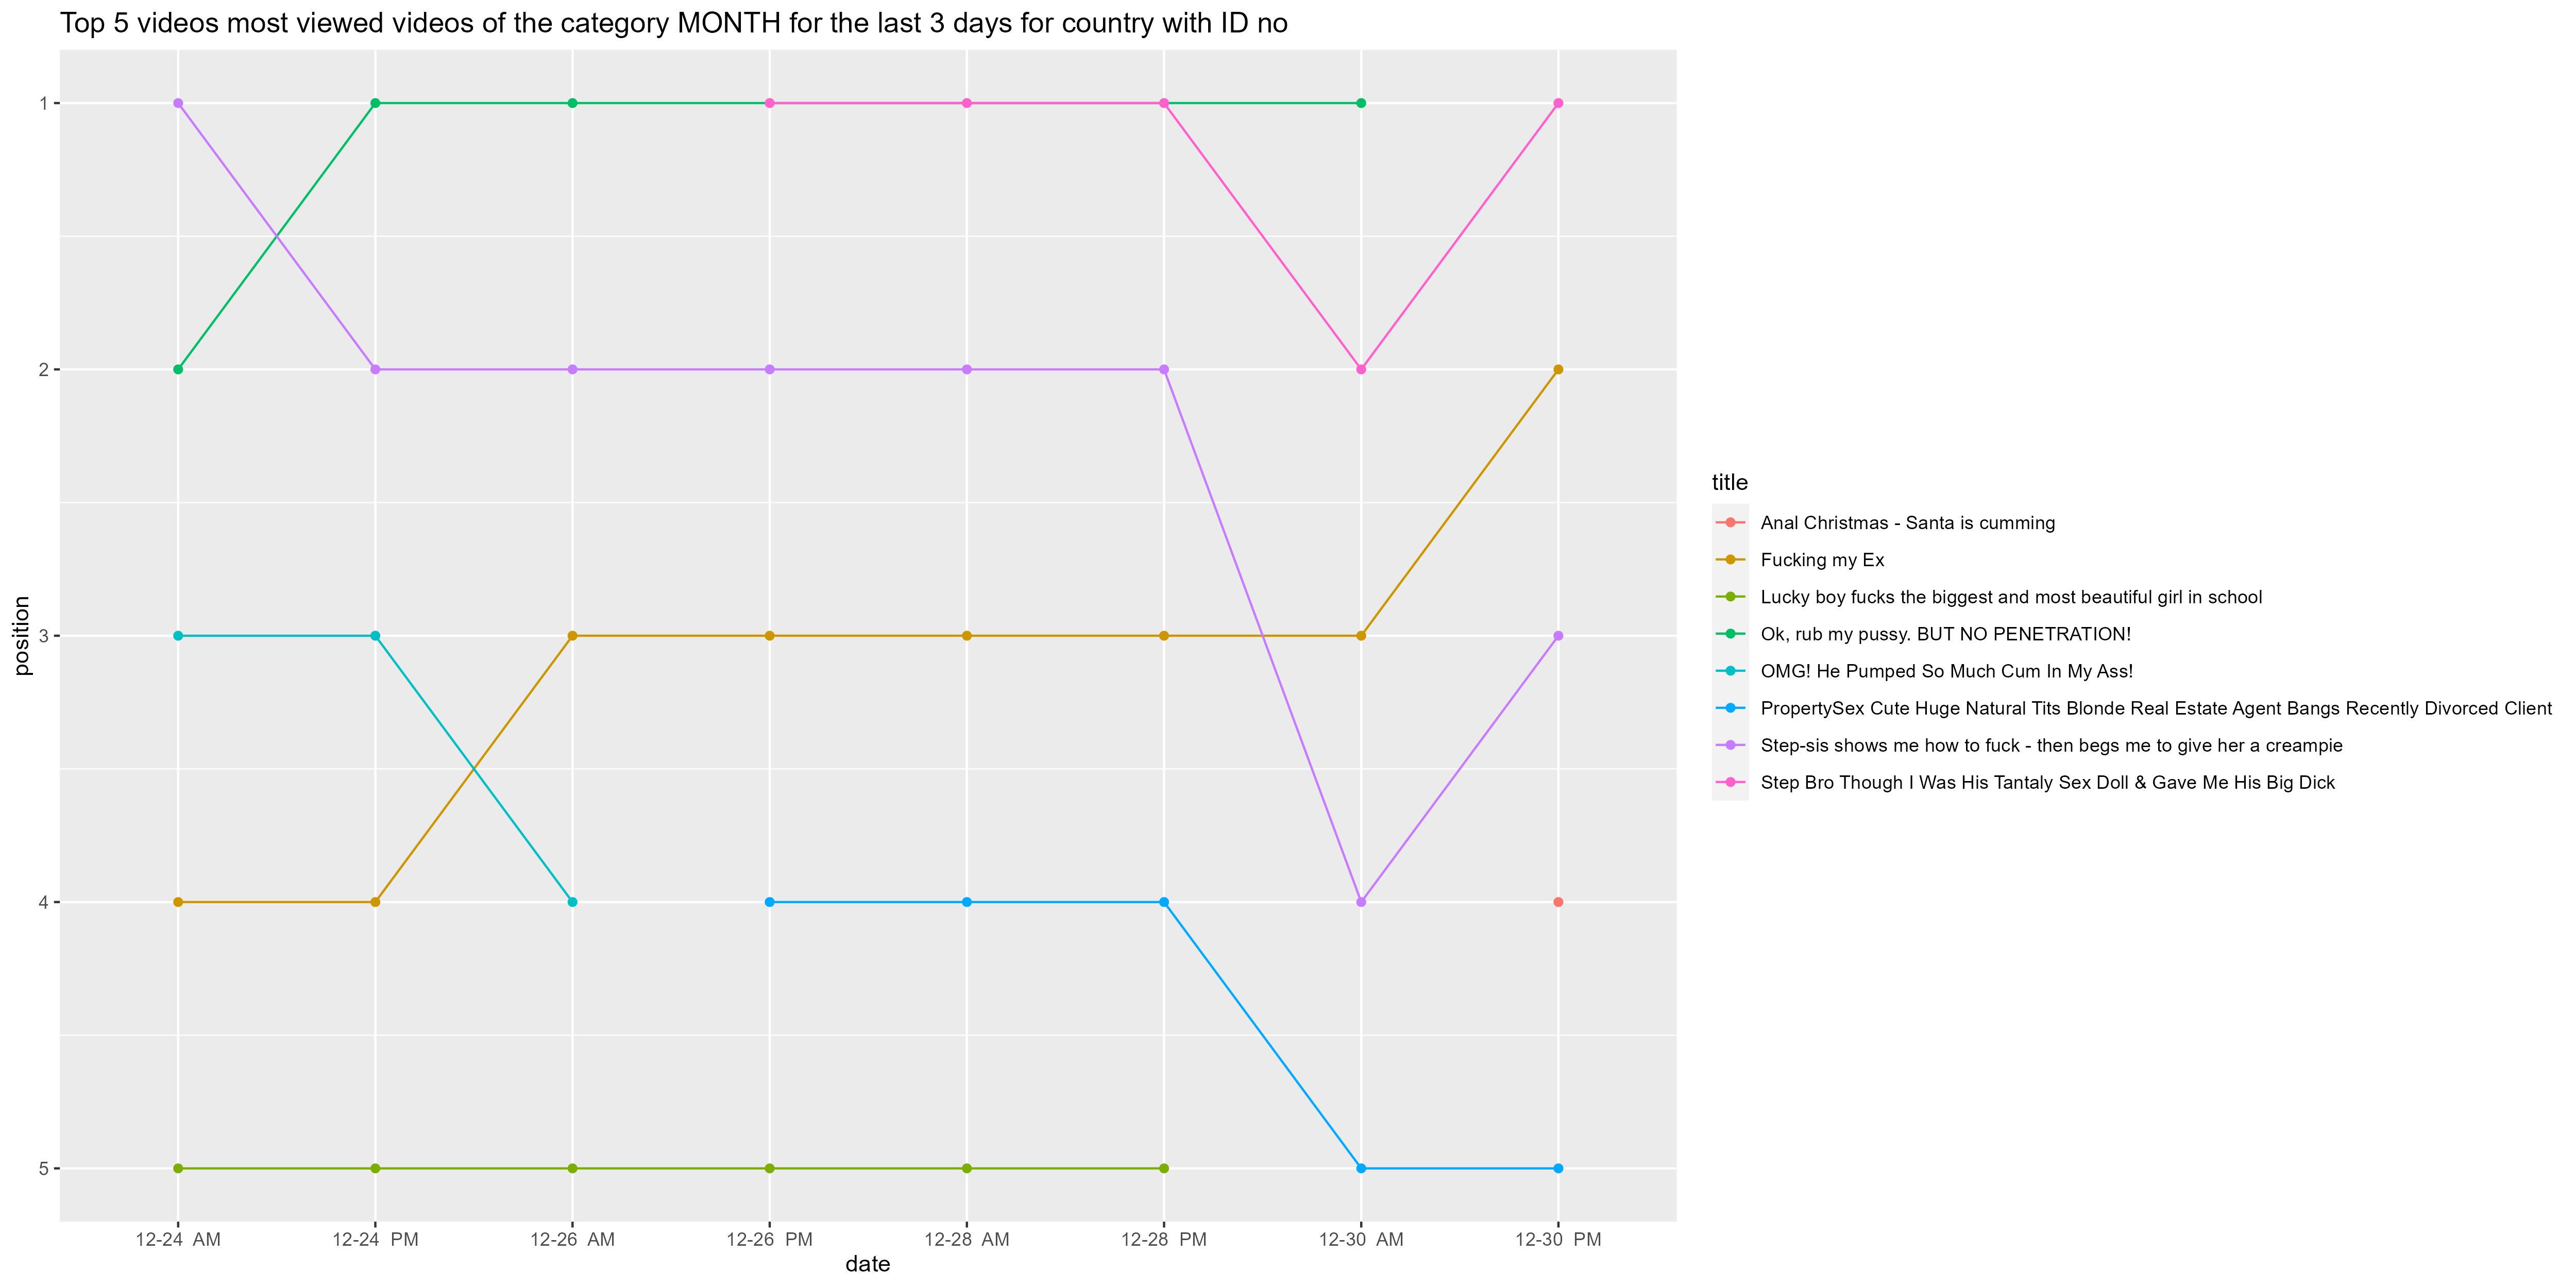 Top 5 videos most viewed videos of the category MONTH for the last 3 days for country with ID no
position
1
2
3
4
5
12-24 AM
12-24 PM
12-26 AM
12-26 PM
12-28 AM
12-28 PM
12-30 AM
12-30 PM
date
title
Anal Christmas - Santa is cumming
Fucking my Ex
Lucky boy fucks the biggest and most beautiful girl in school
Ok, rub my pussy. BUT NO PENETRATION!
OMG! He Pumped So Much Cum In My Ass!
PropertySex Cute Huge Natural Tits Blonde Real Estate Agent Bangs Recently Divorced Client
Step-sis shows me how to fuck - then begs me to give her a creampie
Step Bro Though I Was His Tantaly Sex Doll & Gave Me His Big Dick